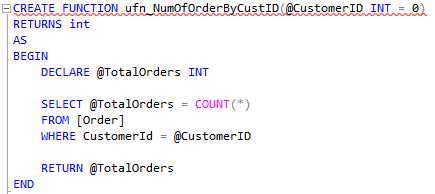 CREATE FUNCTION ufn_NumOfOrderByCustID(@CustomerID INT = 0)
RETURNS int
AS
BEGIN
DECLARE @TotalOrders INT
SELECT @TotalOrders = COUNT(*)
FROM [Order]
WHERE CustomerId = @CustomerID
RETURN @TotalOrders
END